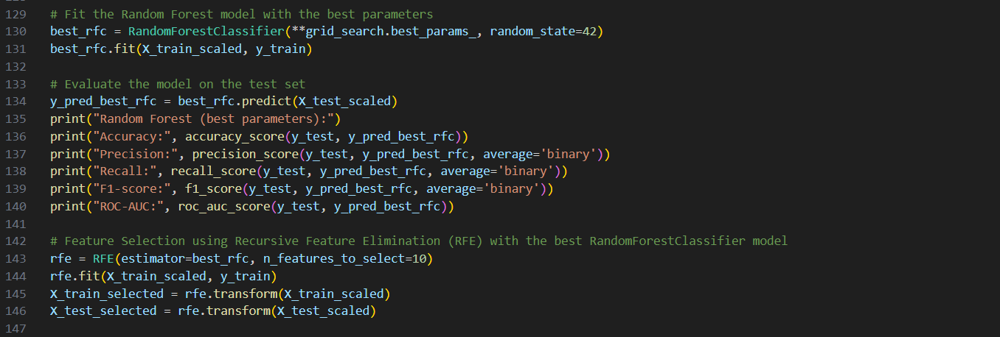 129 # Fit the Random Forest model with the best parameters
130 best_rfc = RandomForestClassifier(**grid_search.best_params_, random_state=42)
131 best_rfc.fit(X_train_scaled, y_train)
132
133 # Evaluate the model on the test set
134 y_pred_best_rfc = best_rfc.predict(X_test_scaled)
135 print("Random Forest (best parameters):")
136 print("Accuracy:", accuracy_score(y_test, y_pred_best_rfc))
137 print("Precision:", precision_score(y_test, y_pred_best_rfc, average='binary'))
138 print("Recall:", recall_score(y_test, y_pred_best_rfc, average='binary'))
139 print("F1-score:", f1_score(y_test, y_pred_best_rfc, average='binary'))
140 print("ROC-AUC:", roc_auc_score(y_test, y_pred_best_rfc))
141
142 # Feature Selection using Recursive Feature Elimination (RFE) with the best RandomForestClassifier model
143 rfe = RFE(estimator=best_rfc, n_features_to_select=10)
144 rfe.fit(X_train_scaled, y_train)
145 X_train_selected = rfe.transform(X_train_scaled)
146 X_test_selected = rfe.transform(X_test_scaled)
147